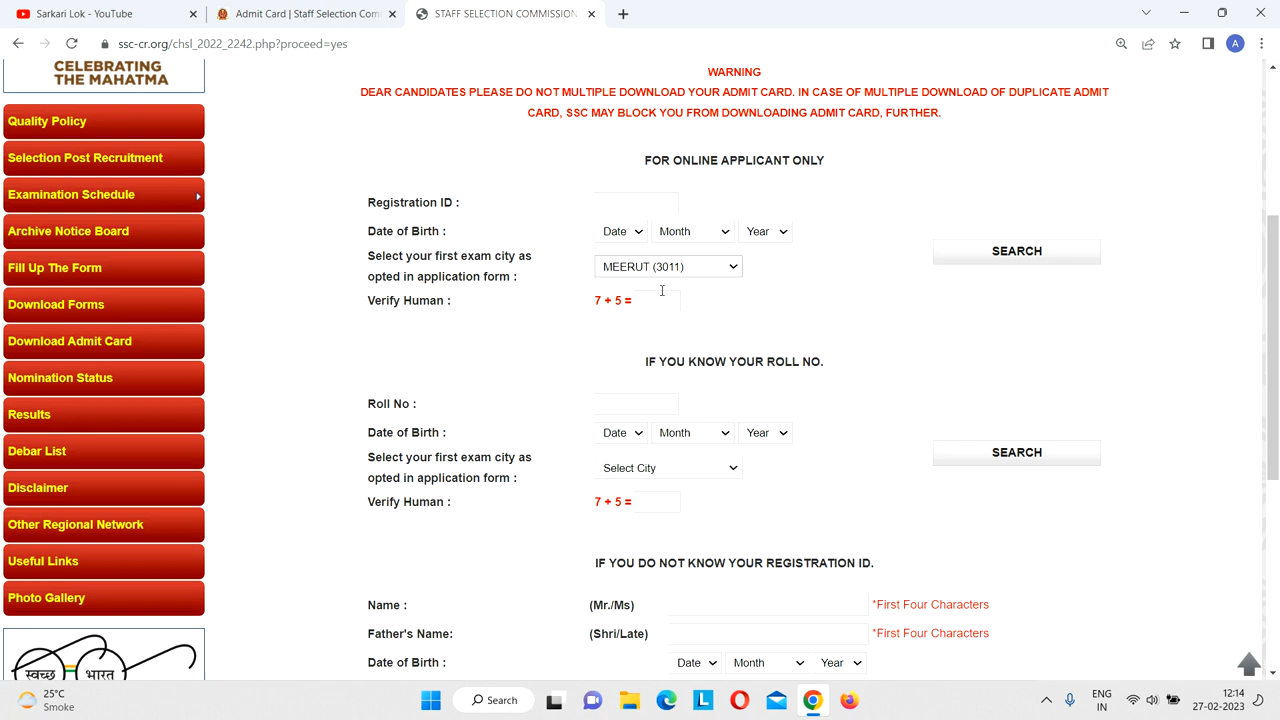 Sarkari Lok - YouTube
Admit Card | Staff Selection Com
STAFF SELECTION COMMISSION
ssc-cr.org/chsl_2022_2242.php?proceed=yes
A
CELEBRATING
THE MAHATMA
Quality Policy
Selection Post Recruitment
Examination Schedule
Archive Notice Board
Fill Up The Form
Download Forms
Download Admit Card
Nomination Status
Results
Debar List
Disclaimer
Other Regional Network
Useful Links
Photo Gallery
स्वच्छ भारत
WARNING
DEAR CANDIDATES PLEASE DO NOT MULTIPLE DOWNLOAD YOUR ADMIT CARD. IN CASE OF MULTIPLE DOWNLOAD OF DUPLICATE ADMIT
CARD, SSC MAY BLOCK YOU FROM DOWNLOADING ADMIT CARD, FURTHER.
FOR ONLINE APPLICANT ONLY
Registration ID :
Date of Birth : Date Month Year
Select your first exam city as
opted in application form : MEERUT (3011)
SEARCH
Verify Human : 7 + 5 =
IF YOU KNOW YOUR ROLL NO.
Roll No :
Date of Birth : Date Month Year
Select your first exam city as
opted in application form : Select City
SEARCH
Verify Human : 7 + 5 =
IF YOU DO NOT KNOW YOUR REGISTRATION ID.
Name : (Mr./Ms) *First Four Characters
Father's Name: (Shri/Late) *First Four Characters
Date of Birth : Date Month Year
25°C
Smoke
Search
L
ENG
IN
12:14
27-02-2023